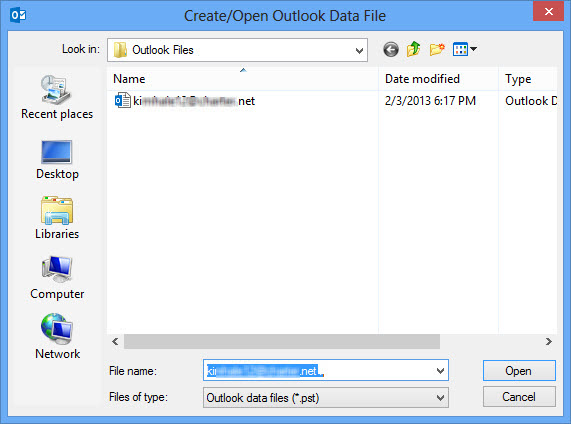 Create/Open Outlook Data File
Look in: Outlook Files
Name Date modified Type
ki .net 2/3/2013 6:17 PM Outlook D
Recent places
Desktop
Libraries
Computer
Network
File name: ki .net
Open
Files of type: Outlook data files (*.pst)
Cancel